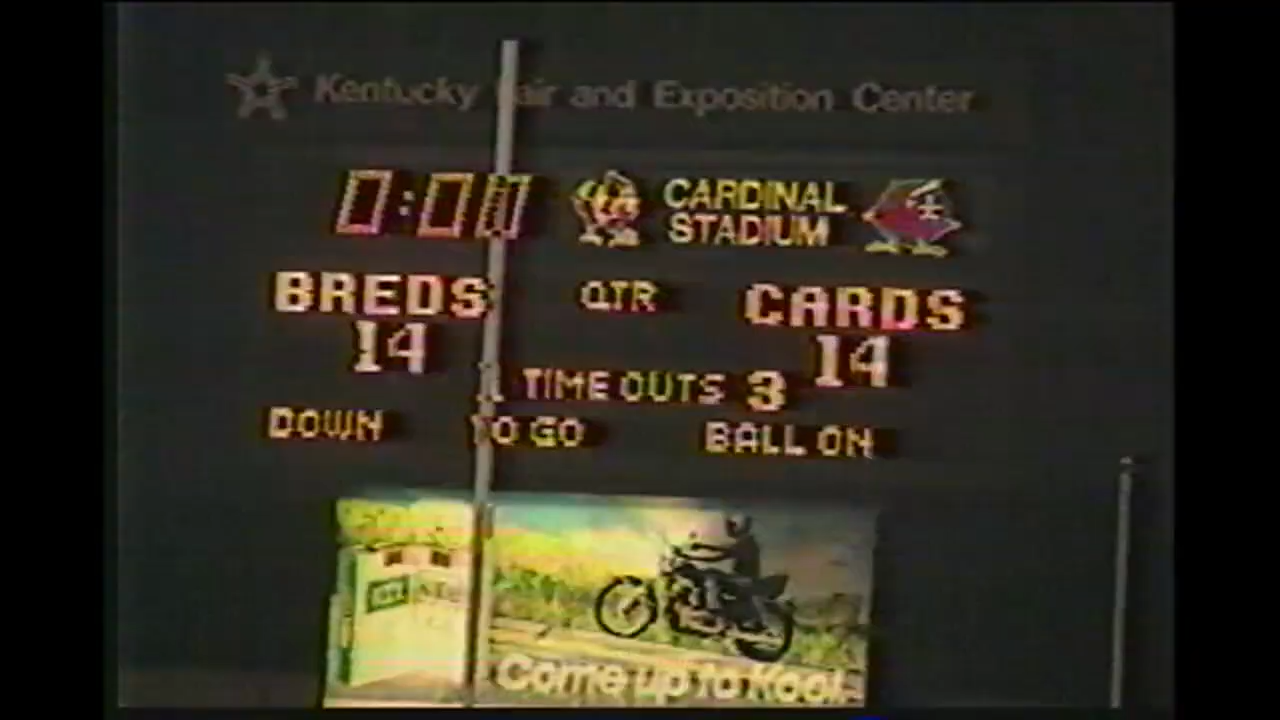 Kentucky Fair and Exposition Center
0:00 CARDINAL
STADIUM
BREDS QTR CARDS
14 14
1 TIME OUTS 3
DOWN TO GO BALL ON
Come up to Kool.